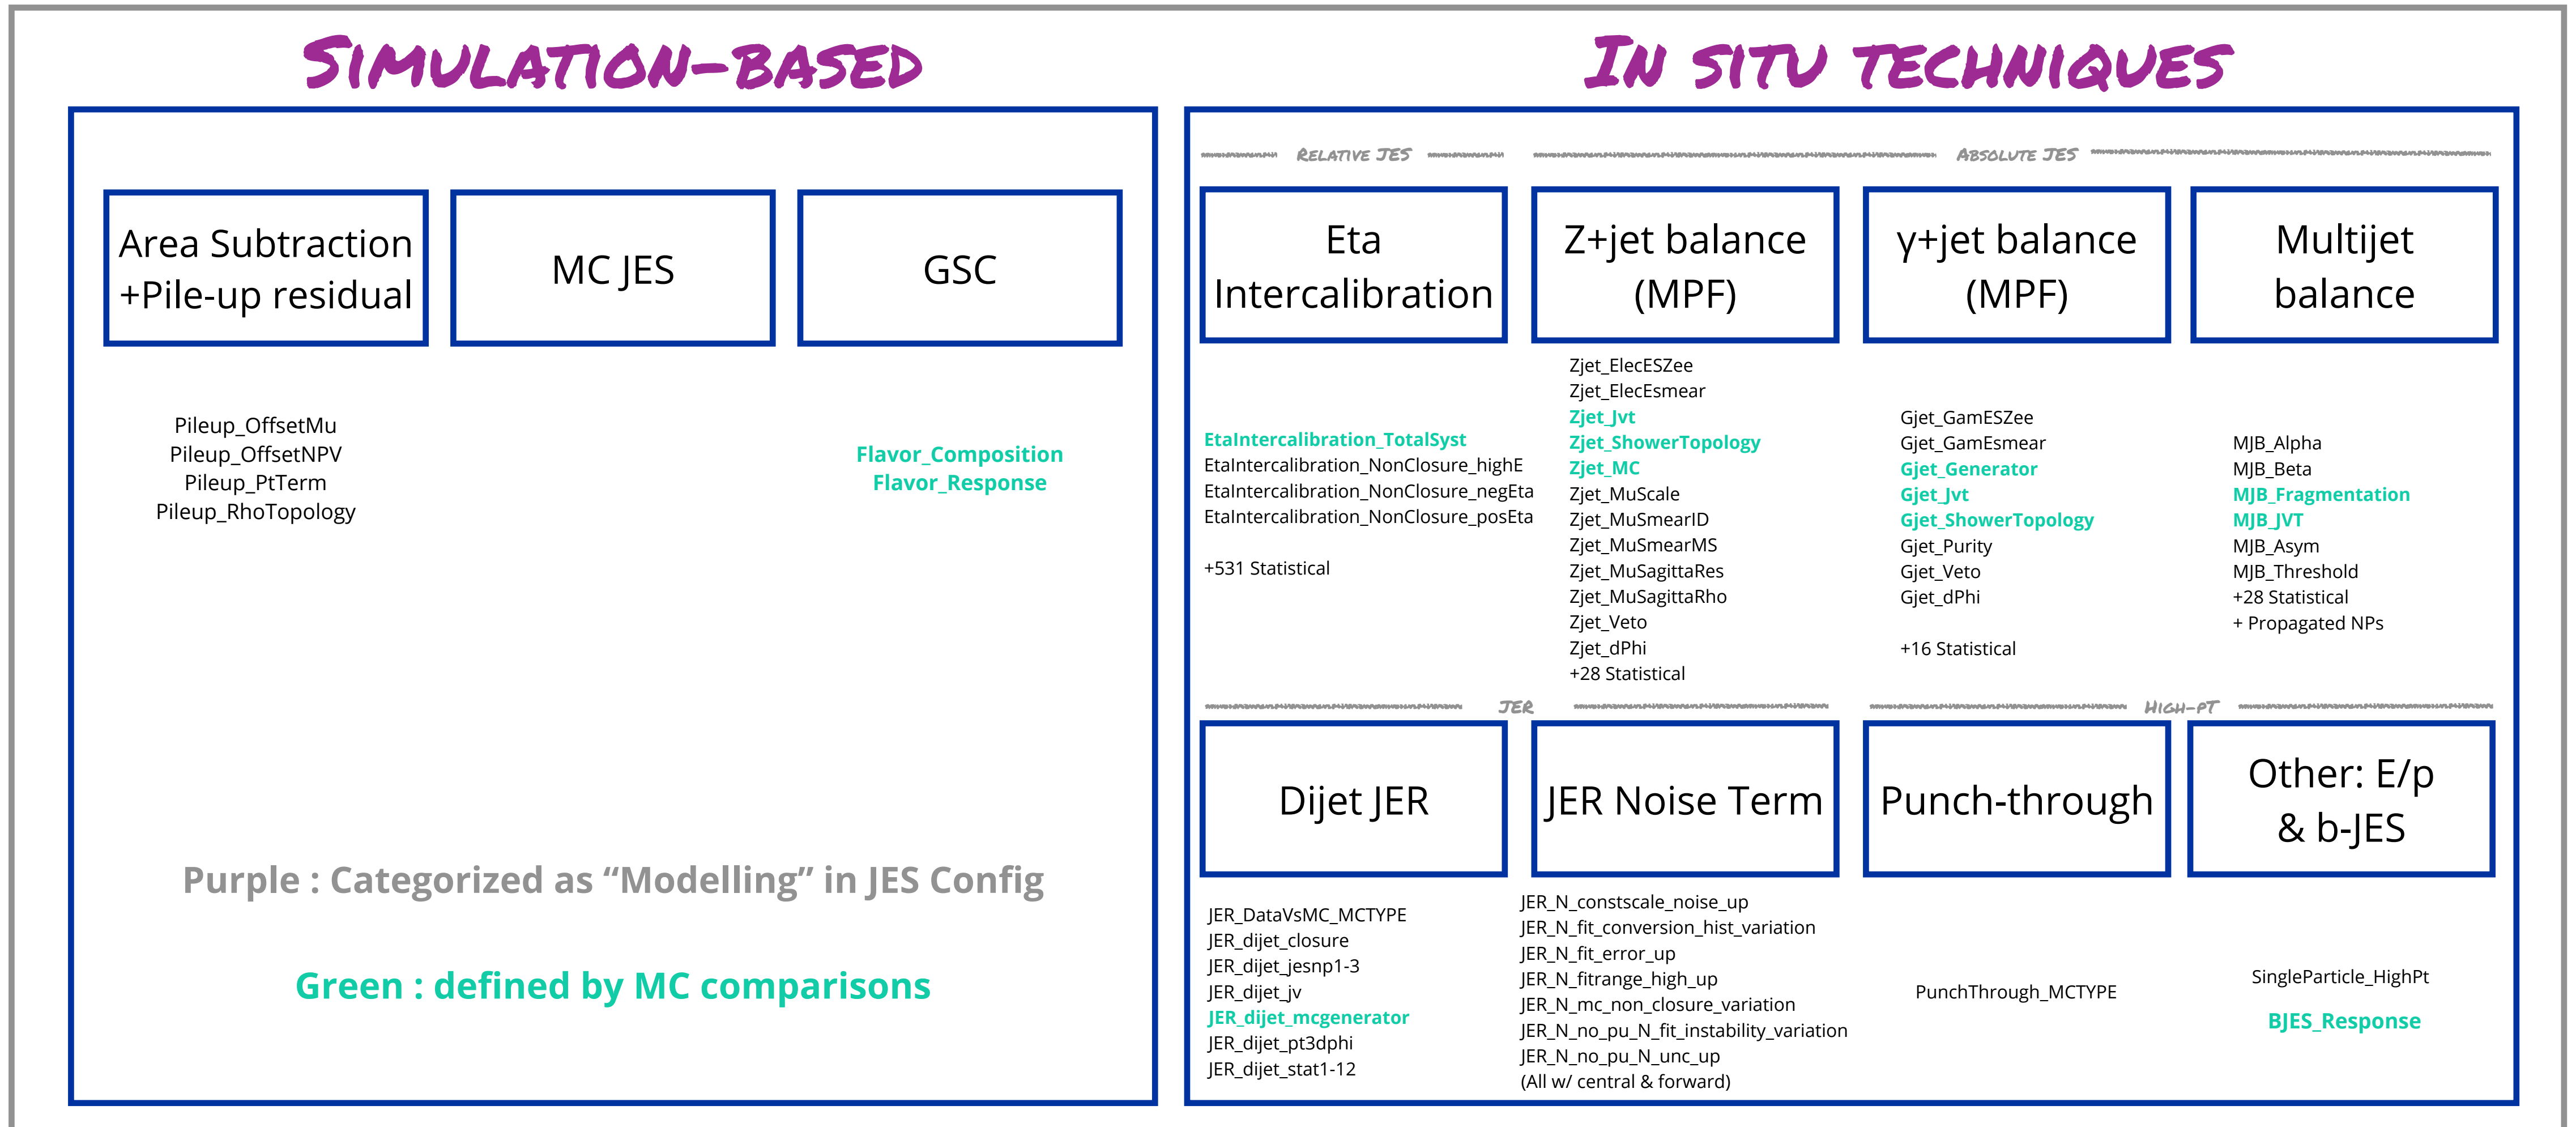 Simulation-based
Area Subtraction
+Pile-up residual
MC JES
GSC
Pileup_OffsetMu
Pileup_OffsetNPV
Pileup_PtTerm
Pileup_RhoTopology
Flavor_Composition
Flavor_Response
Purple : Categorized as “Modelling” in JES Config
Green : defined by MC comparisons
In situ techniques
Relative JES
Absolute JES
Eta
Intercalibration
Z+jet balance
(MPF)
γ+jet balance
(MPF)
Multijet
balance
EtaIntercalibration_TotalSyst
EtaIntercalibration_NonClosure_highE
EtaIntercalibration_NonClosure_negEta
EtaIntercalibration_NonClosure_posEta
+531 Statistical
Zjet_ElecESZee
Zjet_ElecEsmear
Zjet_Jvt
Zjet_ShowerTopology
Zjet_MC
Zjet_MuScale
Zjet_MuSmearID
Zjet_MuSmearMS
Zjet_MuSagittaRes
Zjet_MuSagittaRho
Zjet_Veto
Zjet_dPhi
+28 Statistical
Gjet_GamESZee
Gjet_GamEsmear
Gjet_Generator
Gjet_Jvt
Gjet_ShowerTopology
Gjet_Purity
Gjet_Veto
Gjet_dPhi
+16 Statistical
MJB_Alpha
MJB_Beta
MJB_Fragmentation
MJB_JVT
MJB_Asym
MJB_Threshold
+28 Statistical
+ Propagated NPs
JER
High-pT
Dijet JER
JER Noise Term
Punch-through
Other: E/p
& b-JES
JER_DataVsMC_MCTYPE
JER_dijet_closure
JER_dijet_jesnp1-3
JER_dijet_jv
JER_dijet_mcgenerator
JER_dijet_pt3dphi
JER_dijet_stat1-12
JER_N_constscale_noise_up
JER_N_fit_conversion_hist_variation
JER_N_fit_error_up
JER_N_fitrange_high_up
JER_N_mc_non_closure_variation
JER_N_no_pu_N_fit_instability_variation
JER_N_no_pu_N_unc_up
(All w/ central & forward)
PunchThrough_MCTYPE
SingleParticle_HighPt
BJES_Response